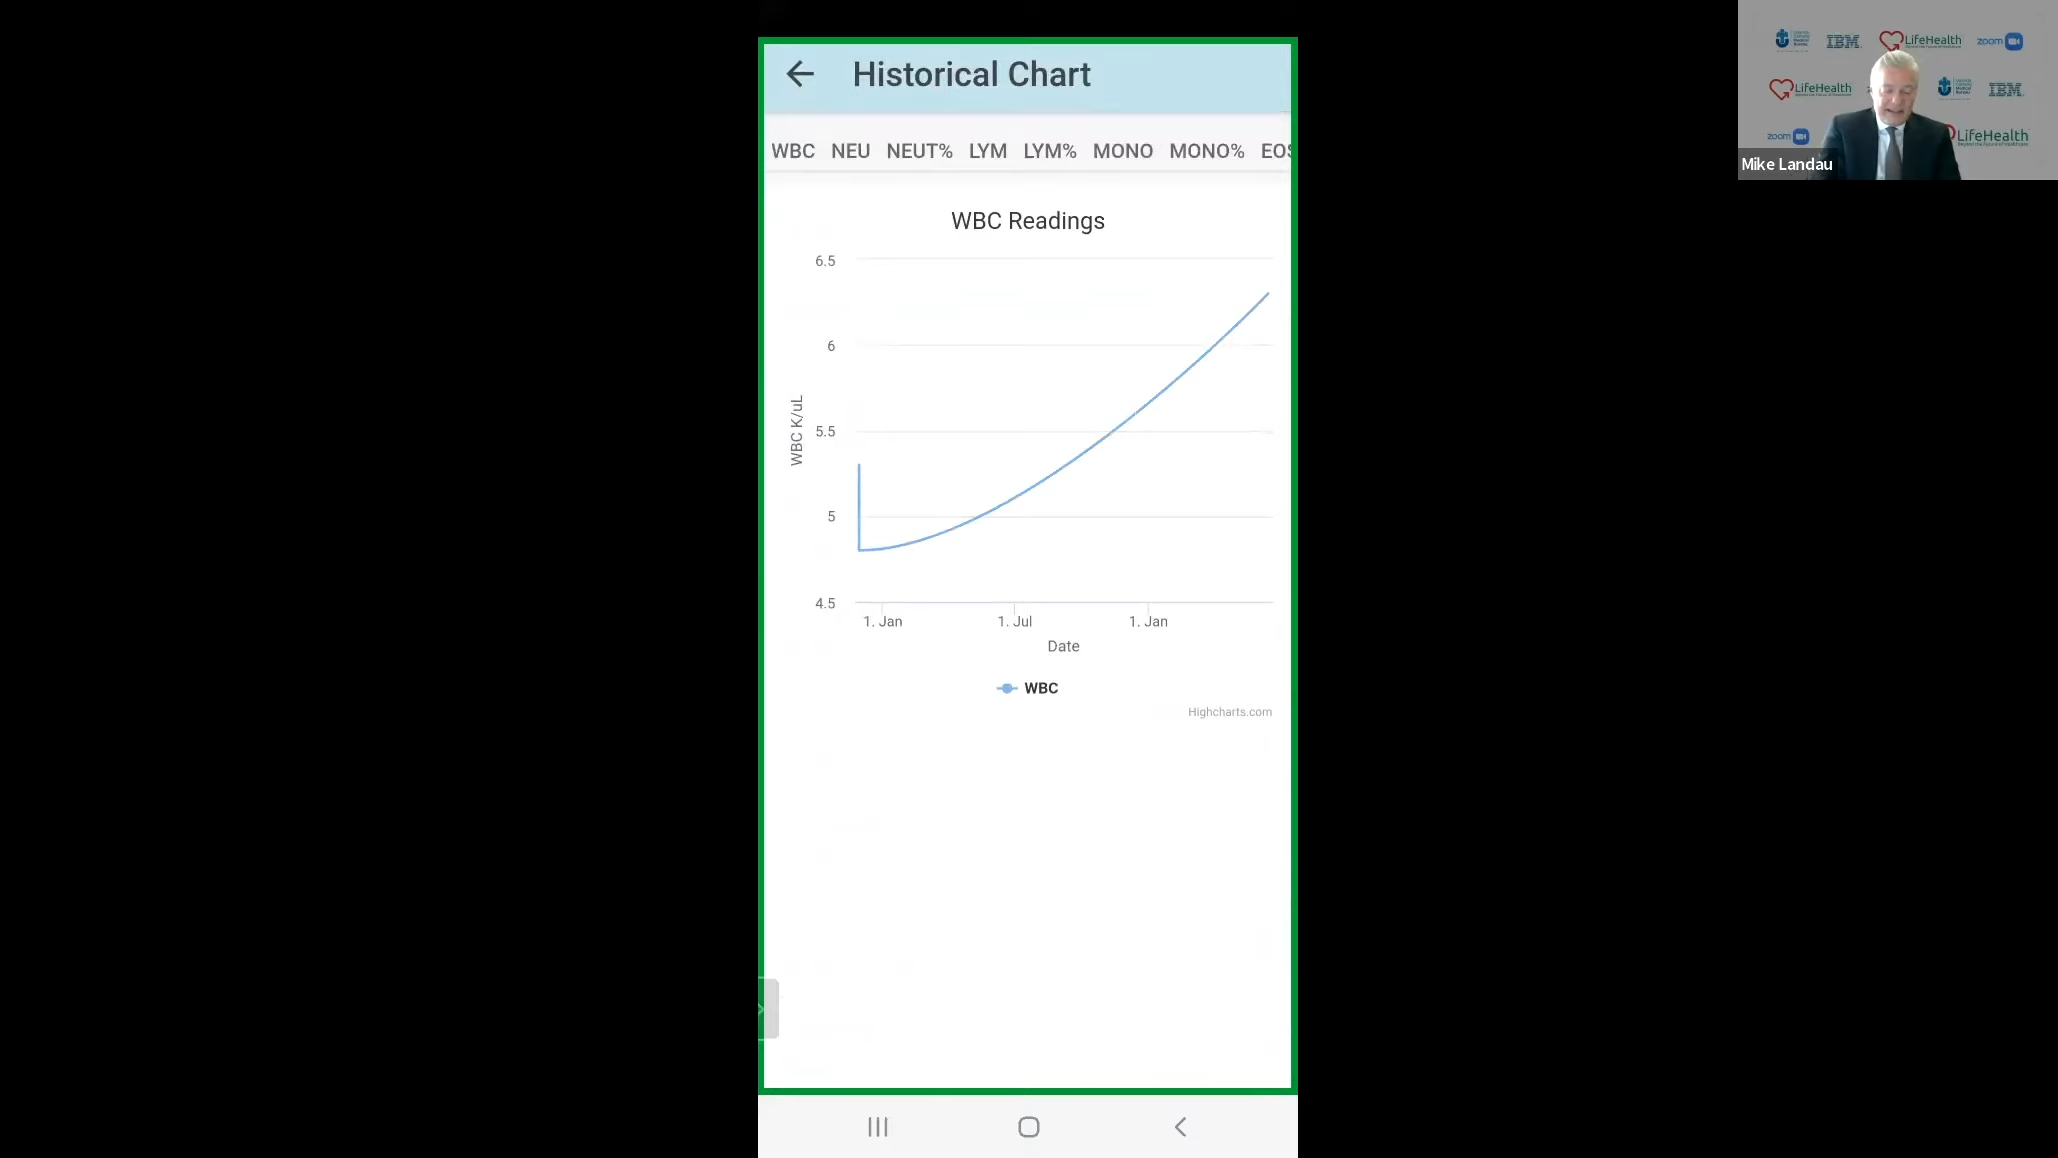 Historical Chart
WBC NEU NEUT% LYM LYM% MONO MONO% EOS
WBC Readings
6.5
6
5.5
5
4.5
WBC K/uL
1. Jan 1. Jul 1. Jan
Date
WBC
Highcharts.com
IBM LifeHealth zoom
LifeHealth IBM
zoom LifeHealth
Mike Landau